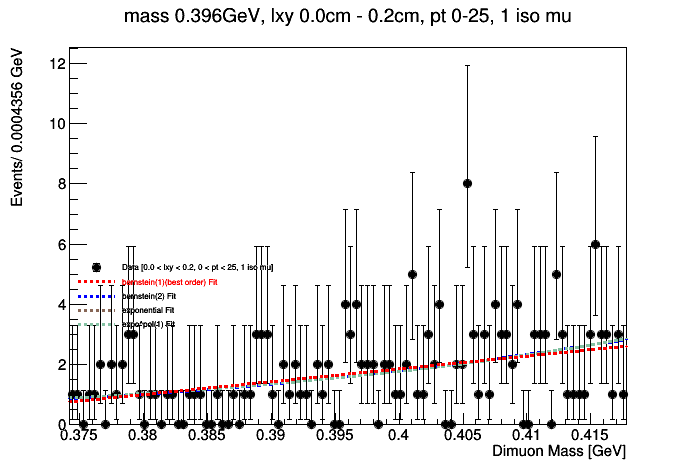 mass 0.396GeV, lxy 0.0cm - 0.2cm, pt 0-25, 1 iso mu
Events/ 0.0004356 GeV
12
10
8
6
4
2
0
Data [0.0 < lxy < 0.2, 0 < pt < 25, 1 iso mu]
bernstein(1)(best order) Fit
bernstein(2) Fit
exponential Fit
expo*pol(1) Fit
0.375 0.38 0.385 0.39 0.395 0.4 0.405 0.41 0.415
Dimuon Mass [GeV]